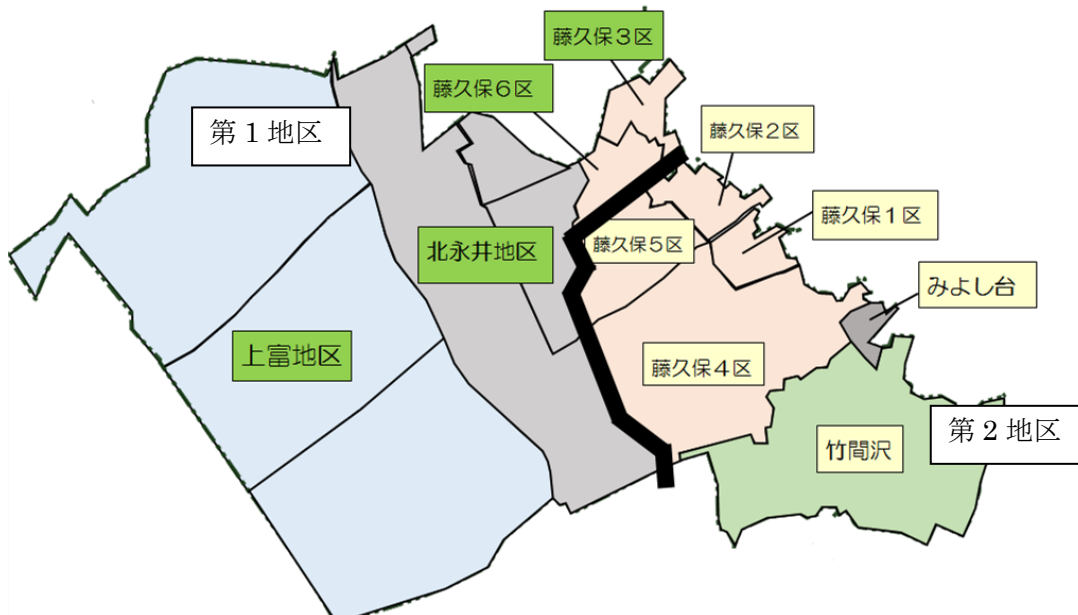 藤久保３区
藤久保６区
第１地区
藤久保２区
藤久保１区
藤久保５区
北永井地区
みよし台
上富地区
藤久保４区
第２地区
竹間沢